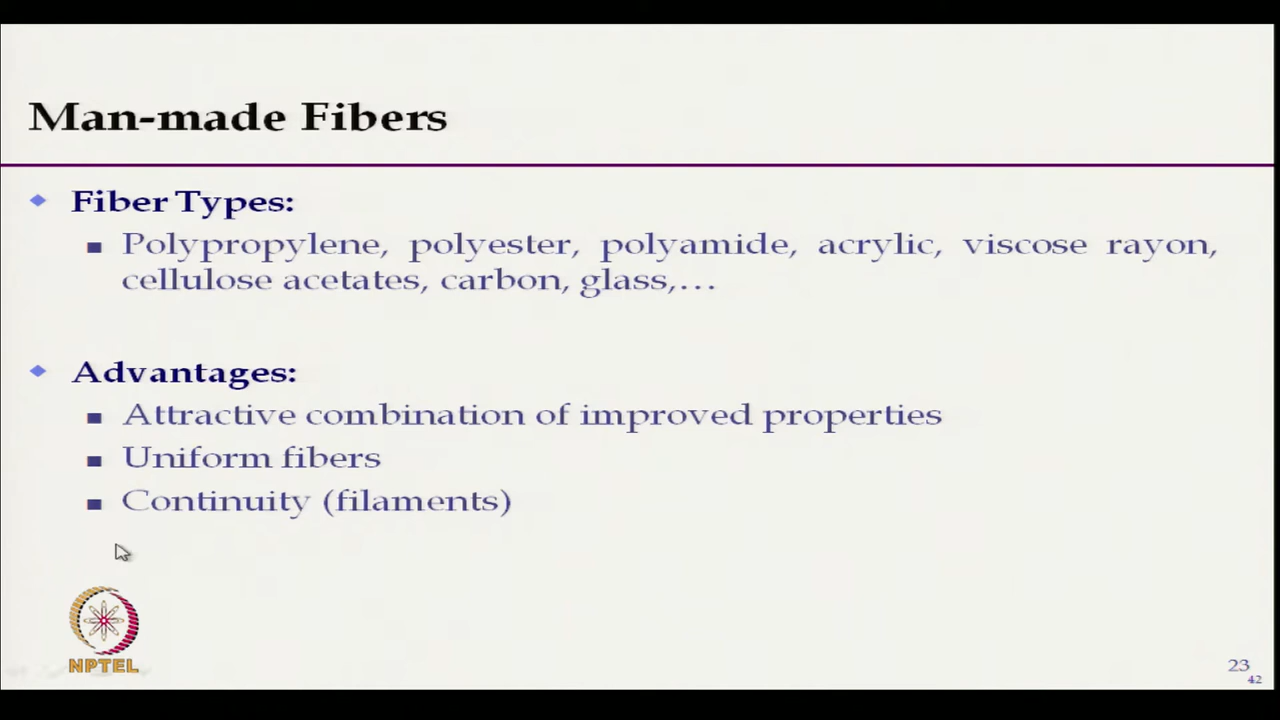 Man-made Fibers
Fiber Types:
Polypropylene, polyester, polyamide, acrylic, viscose rayon,
cellulose acetates, carbon, glass,…
Advantages:
Attractive combination of improved properties
Uniform fibers
Continuity (filaments)
NPTEL
23
42